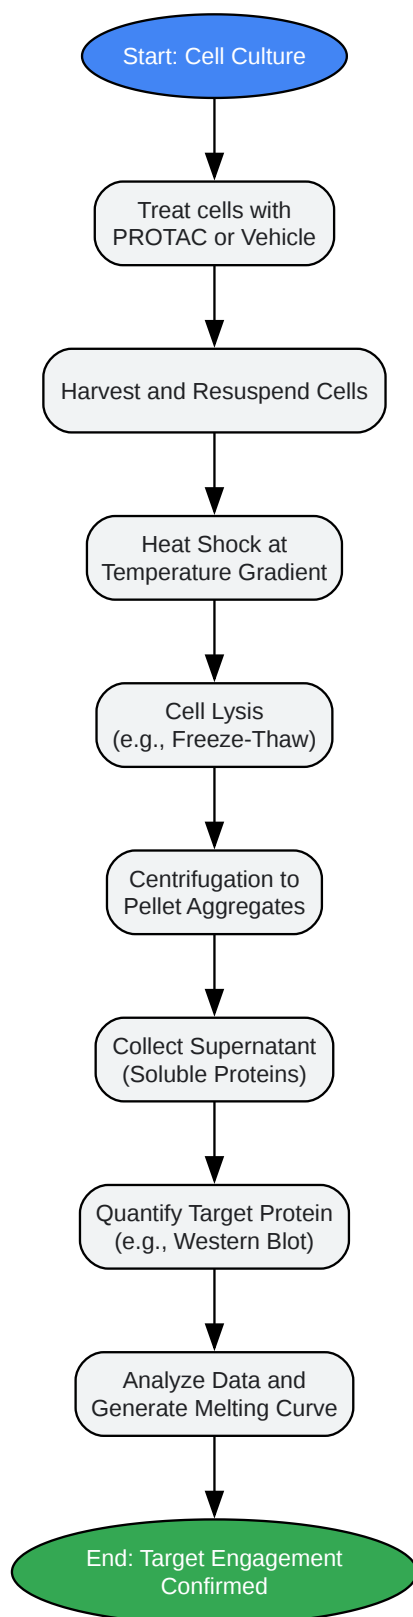 Start: Cell Culture
Treat cells with
PROTAC or Vehicle
Harvest and Resuspend Cells
Heat Shock at
Temperature Gradient
Cell Lysis
(e.g., Freeze-Thaw)
Centrifugation to
Pellet Aggregates
Collect Supernatant
(Soluble Proteins)
Quantify Target Protein
(e.g., Western Blot)
Analyze Data and
Generate Melting Curve
End: Target Engagement
Confirmed